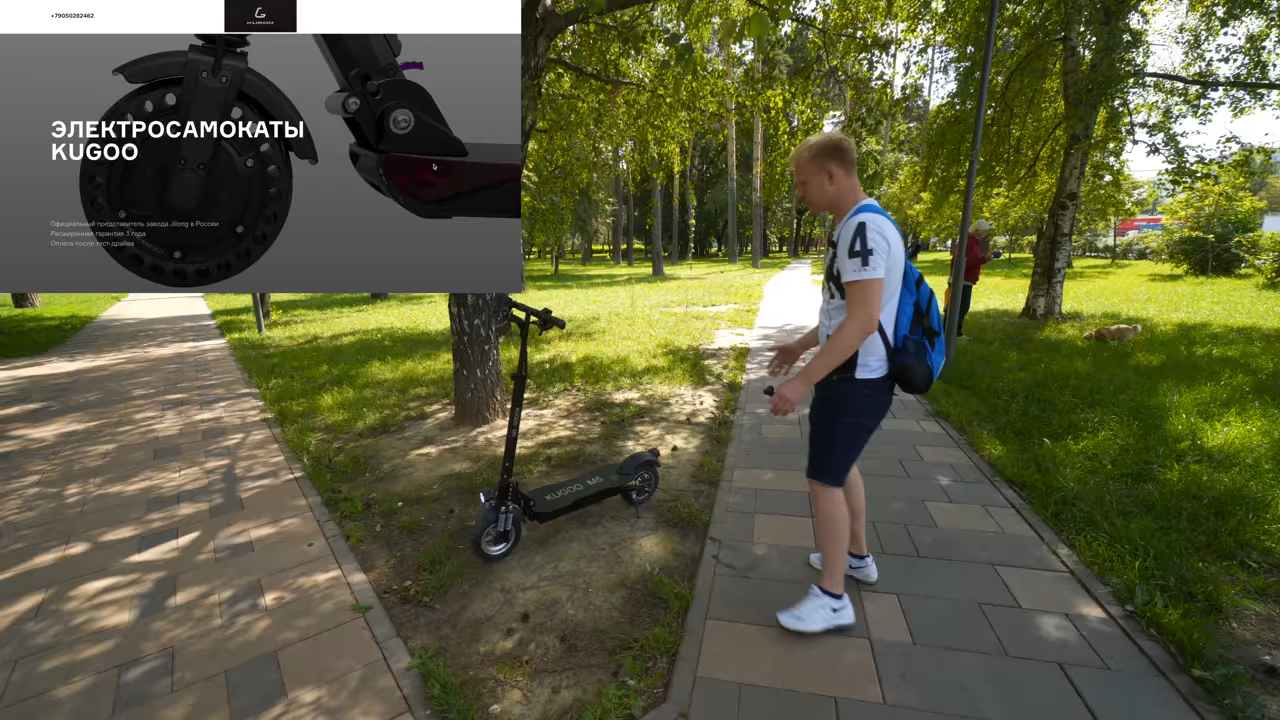 +79050282462
KUGOO
ЭЛЕКТРОСАМОКАТЫ
KUGOO
Официальный представитель завода Jilong в России
Расширенная гарантия 3 года
Оплата после тест-драйва
4
KUGOO M5